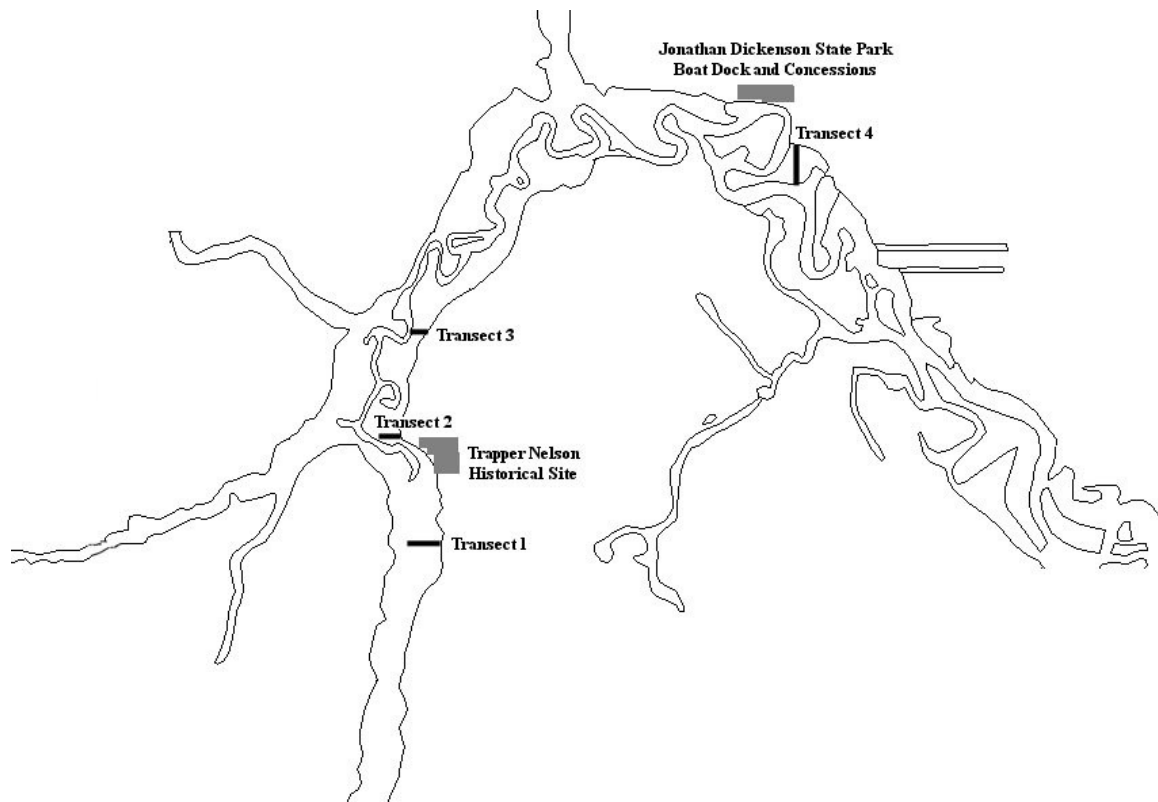 Jonathan Dickenson State Park
Boat Dock and Concessions
Transect 4
Transect 3
Transect 2
Trapper Nelson
Historical Site
Transect 1